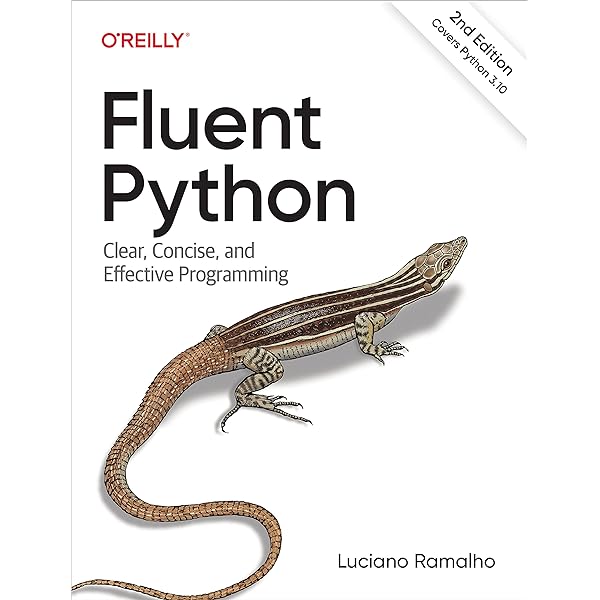 O'REILLY®
2nd Edition
Covers Python 3.10
Fluent
Python
Clear, Concise, and
Effective Programming
Luciano Ramalho